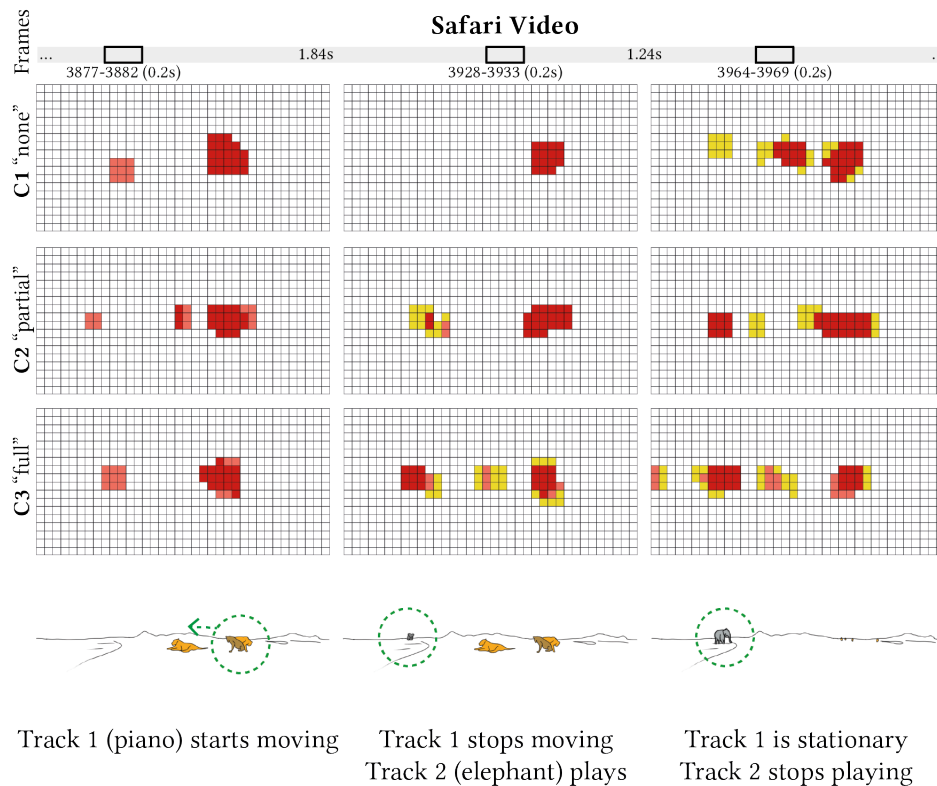 Safari Video
Frames
...
1.84s
1.24s
3877-3882 (0.2s)
3928-3933 (0.2s)
3964-3969 (0.2s)
C1 “none”
C2 “partial”
C3 “full”
Track 1 (piano) starts moving
Track 1 stops moving
Track 2 (elephant) plays
Track 1 is stationary
Track 2 stops playing